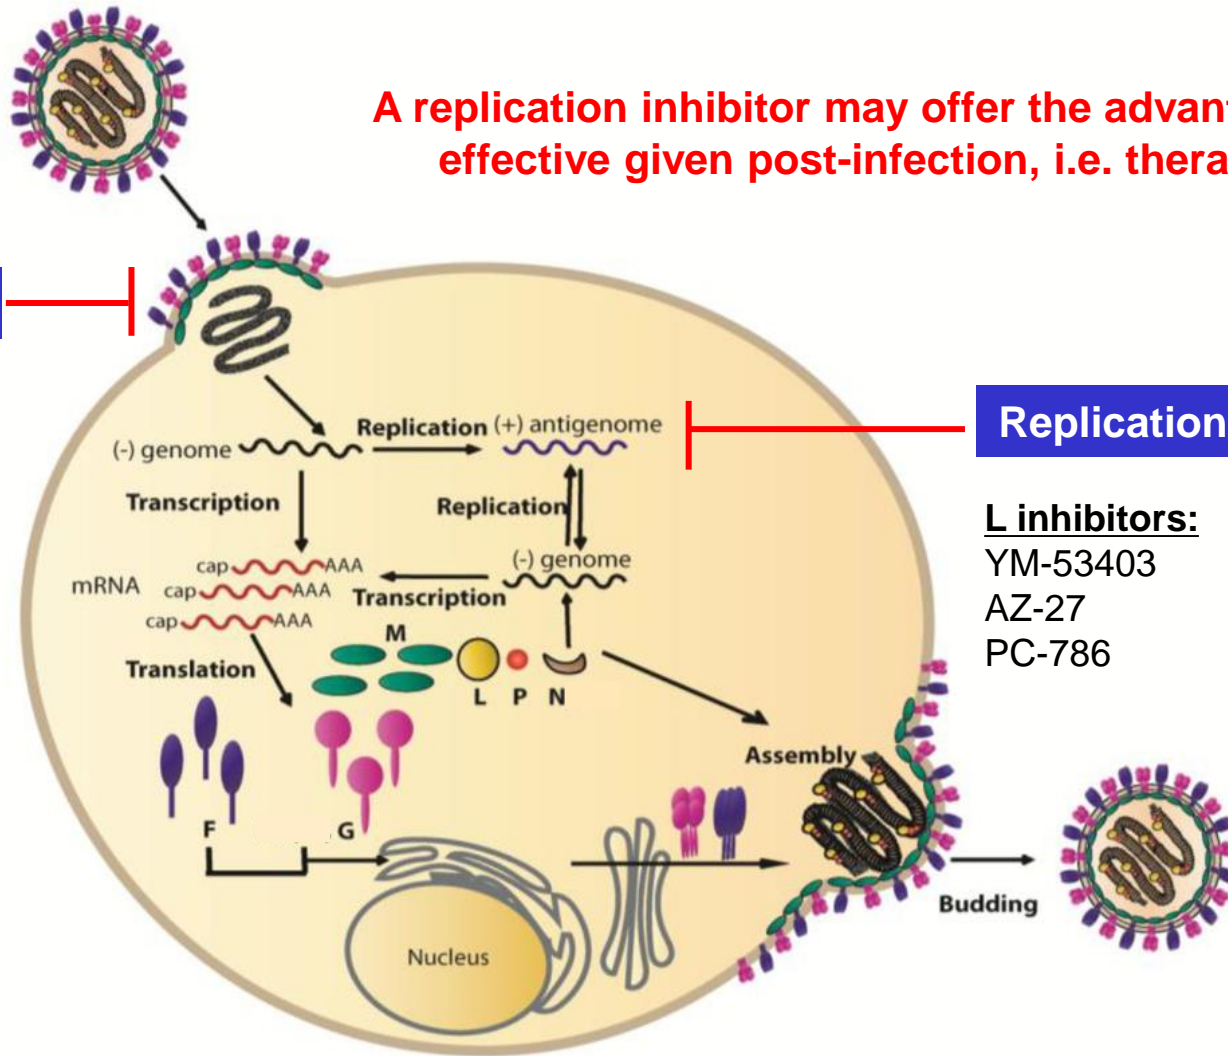 A replication inhibitor may offer the advant
effective given post-infection, i.e. thera
Replication (+) antigenome
(-) genome
Replication
Transcription
Replication
L inhibitors:
YM-53403
AZ-27
PC-786
(-) genome
cap AAA
mRNA cap AAA
Transcription
cap AAA
M
Translation
L P N
Assembly
F G
Budding
Nucleus